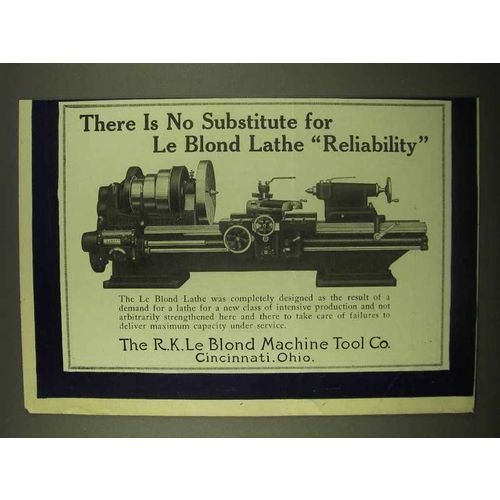 There Is No Substitute for
Le Blond Lathe “Reliability”
The Le Blond Lathe was completely designed as the result of a
demand for a lathe for a new class of intensive production and not
arbitrarily strengthened here and there to take care of failures to
deliver maximum capacity under service.
The R.K. Le Blond Machine Tool Co.
Cincinnati, Ohio.